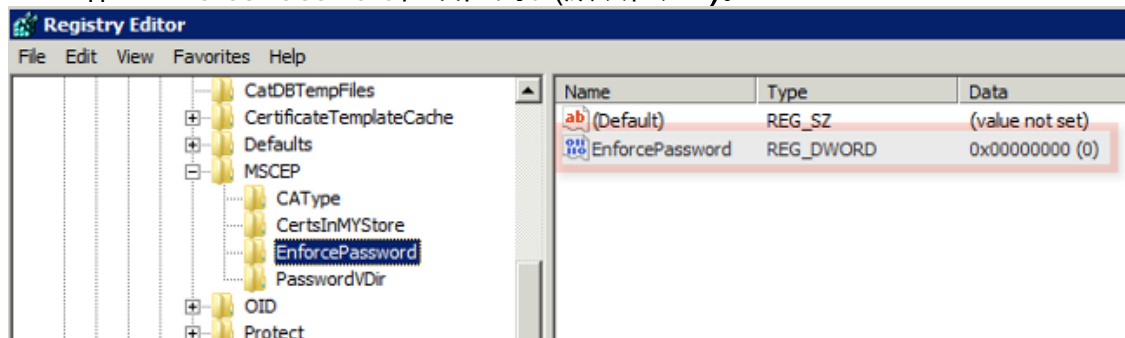 Registry Editor
File Edit View Favorites Help
CatDBTempFiles
CertificateTemplateCache
Defaults
MSCEP
CAType
CertsInMYStore
EnforcePassword
PasswordVDir
OID
Protect
Name Type Data
(Default) REG_SZ (value not set)
EnforcePassword REG_DWORD 0x00000000 (0)